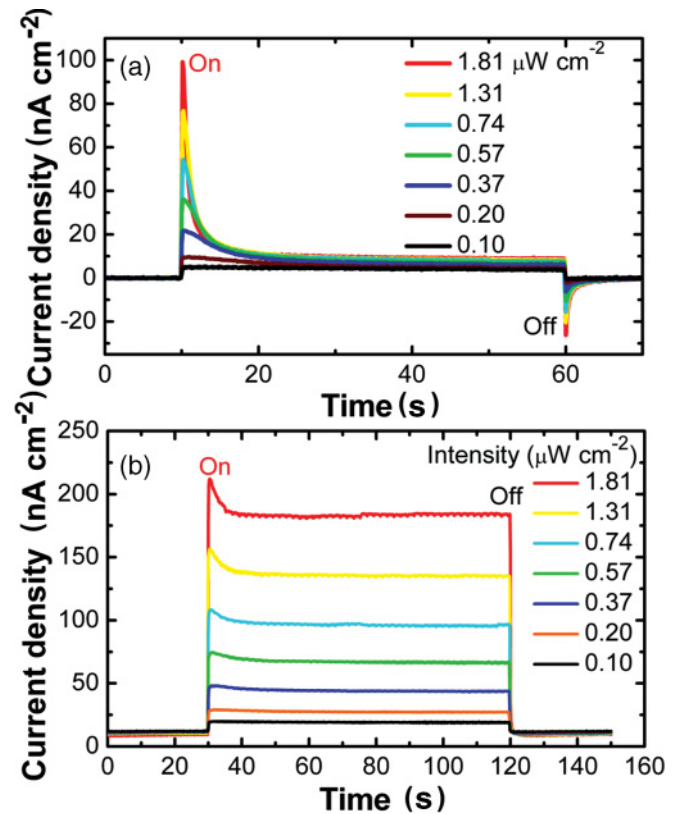 (a)
On
1.81 μW cm⁻²
1.31
0.74
0.57
0.37
0.20
0.10
Off
Current density (nA cm⁻²)
100
80
60
40
20
0
-20
0 20 40 60
Time (s)
(b)
On
Off
Intensity (μW cm⁻²)
1.81
1.31
0.74
0.57
0.37
0.20
0.10
Current density (nA cm⁻²)
250
200
150
100
50
0
0 20 40 60 80 100 120 140 160
Time (s)